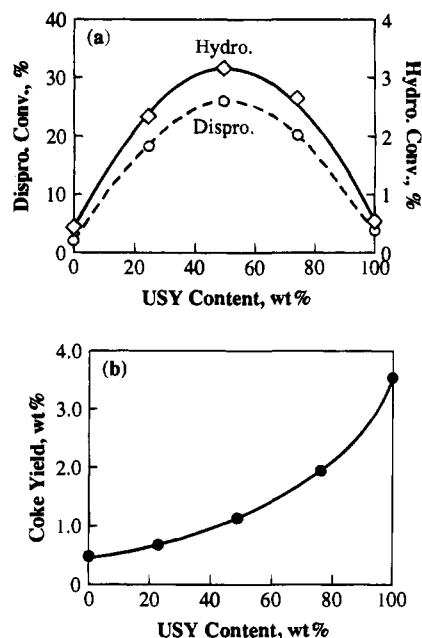 (a)
Hydro.
Dispro.
Dispro. Conv., %
40
30
20
10
0
Hydro. Conv., %
4
3
2
1
0
0 20 40 60 80 100
USY Content, wt%
(b)
Coke Yield, wt%
4.0
3.0
2.0
1.0
0
0 20 40 60 80 100
USY Content, wt%